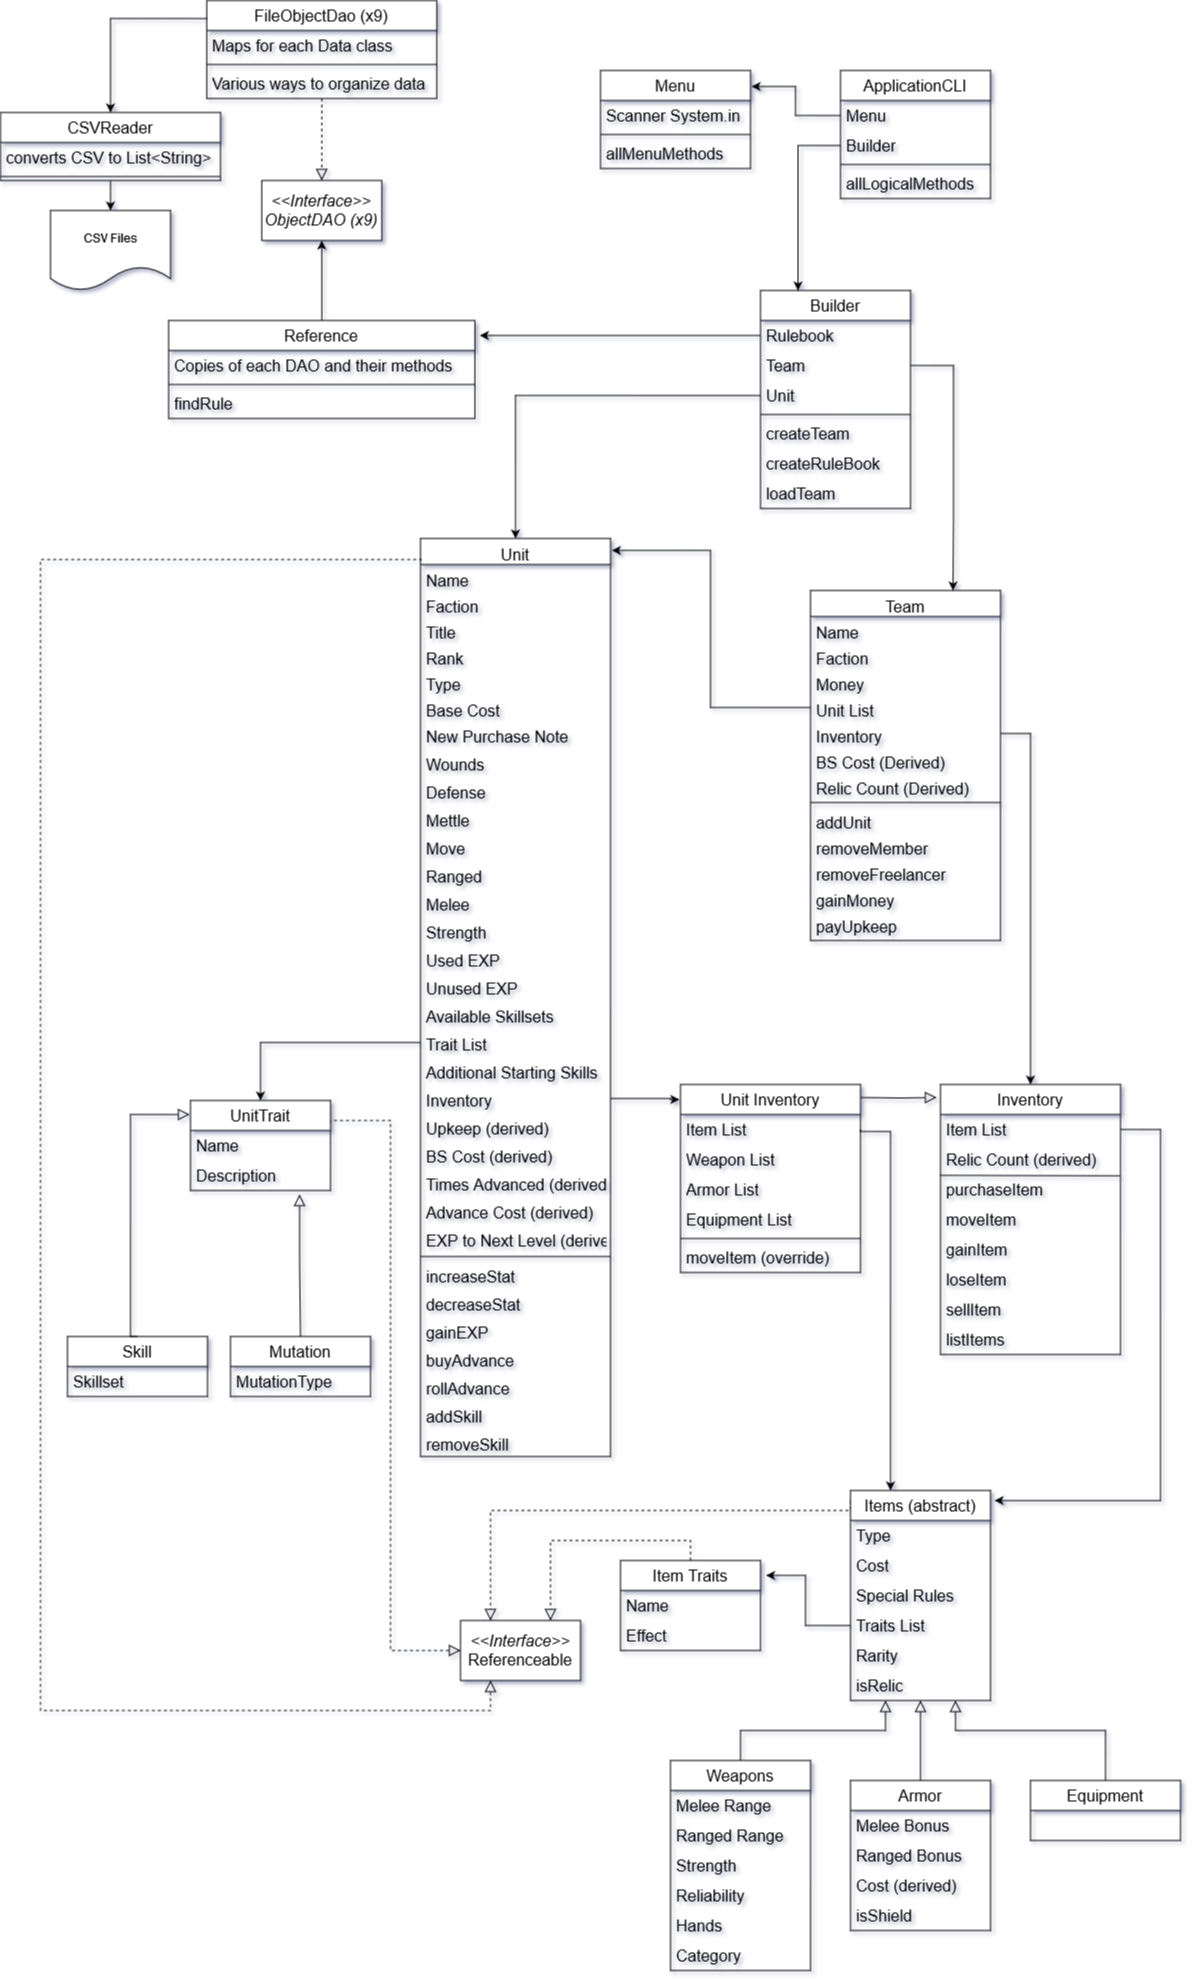 FileObjectDao (x9)
Maps for each Data class
Various ways to organize data
CSVReader
converts CSV to List<String>
CSV Files
<<Interface>>
ObjectDAO (x9)
Menu
Scanner System.in
allMenuMethods
ApplicationCLI
Menu
Builder
allLogicalMethods
Reference
Copies of each DAO and their methods
findRule
Builder
Rulebook
Team
Unit
createTeam
createRuleBook
loadTeam
Unit
Name
Faction
Title
Rank
Type
Base Cost
New Purchase Note
Wounds
Defense
Mettle
Move
Ranged
Melee
Strength
Used EXP
Unused EXP
Available Skillsets
Trait List
Additional Starting Skills
Inventory
Upkeep (derived)
BS Cost (derived)
Times Advanced (derived
Advance Cost (derived)
EXP to Next Level (derive
increaseStat
decreaseStat
gainEXP
buyAdvance
rollAdvance
addSkill
removeSkill
Team
Name
Faction
Money
Unit List
Inventory
BS Cost (Derived)
Relic Count (Derived)
addUnit
removeMember
removeFreelancer
gainMoney
payUpkeep
UnitTrait
Name
Description
Skill
Skillset
Mutation
MutationType
Unit Inventory
Item List
Weapon List
Armor List
Equipment List
moveItem (override)
Inventory
Item List
Relic Count (derived)
purchaseItem
moveItem
gainItem
loseItem
sellItem
listItems
Items (abstract)
Type
Cost
Special Rules
Traits List
Rarity
isRelic
Item Traits
Name
Effect
<<Interface>>
Referenceable
Weapons
Melee Range
Ranged Range
Strength
Reliability
Hands
Category
Armor
Melee Bonus
Ranged Bonus
Cost (derived)
isShield
Equipment